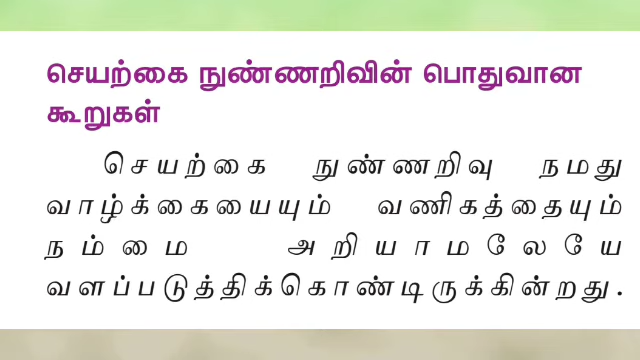 செயற்கை நுண்ணறிவின் பொதுவான
கூறுகள்
செயற்கை நுண்ணறிவு நமது
வாழ்க்கையையும் வணிகத்தையும்
நம்மை அறியாமலேயே
வளப்படுத்திக்கொண்டிருக்கின்றது.